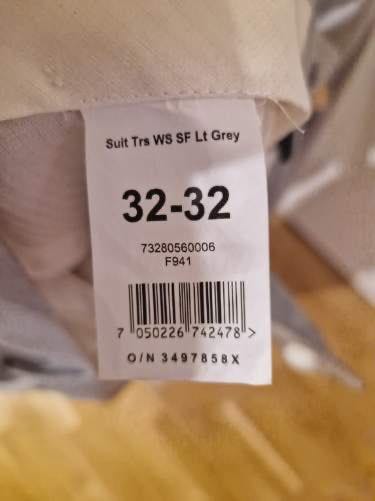 Suit Trs WS SF Lt Grey
32-32
73280560006
F941
7 050226 742478 >
O/N 3497858X